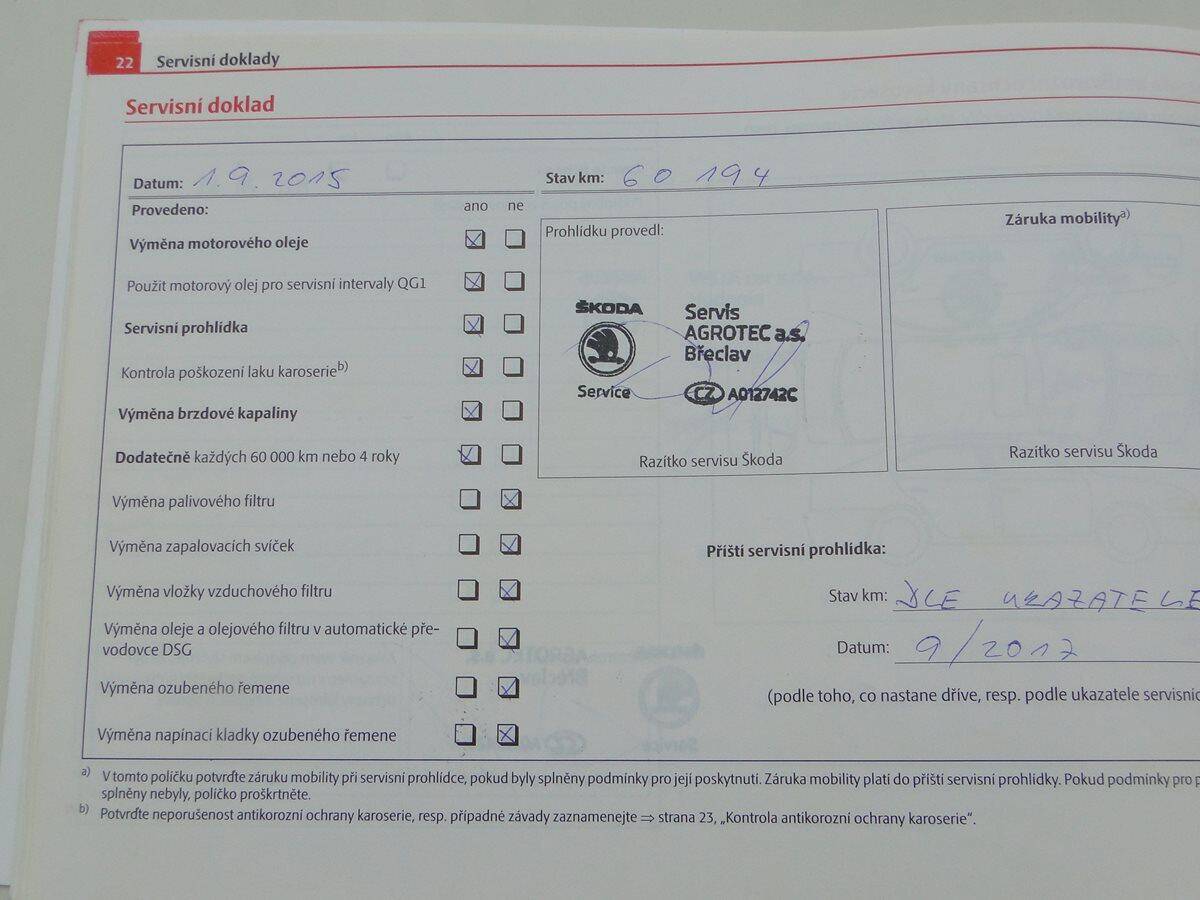 22 Servisní doklady
Servisní doklad
Datum: 1.9.2015 Stav km: 60 194
Provedeno: ano ne
Výměna motorového oleje
Použit motorový olej pro servisní intervaly QG1
Servisní prohlídka
Kontrola poškození laku karoserie b)
Výměna brzdové kapaliny
Dodatečně každých 60 000 km nebo 4 roky
Výměna palivového filtru
Výměna zapalovacích svíček
Výměna vložky vzduchového filtru
Výměna oleje a olejového filtru v automatické pře-
vodovce DSG
Výměna ozubeného řemene
Výměna napínací kladky ozubeného řemene
Prohlídku provedl:
ŠKODA
Service
Servis
AGROTEC a.s.
Břeclav
CZ A012742C
Razítko servisu Škoda
Záruka mobility a)
Razítko servisu Škoda
Příští servisní prohlídka:
Stav km: DLE UKAZATELE
Datum: 9/2017
(podle toho, co nastane dříve, resp. podle ukazatele
a) V tomto políčku potvrďte záruku mobility při servisní prohlídce, pokud byly splněny podmínky pro její poskytnutí. Záruka mobility platí do příští servisní prohlídky. Pokud podmínky pro
splněny nebyly, políčko proškrtněte.
b) Potvrďte neporušenost antikorozní ochrany karoserie, resp. případné závady zaznamenejte ⇒ strana 23, „Kontrola antikorozní ochrany karoserie“.